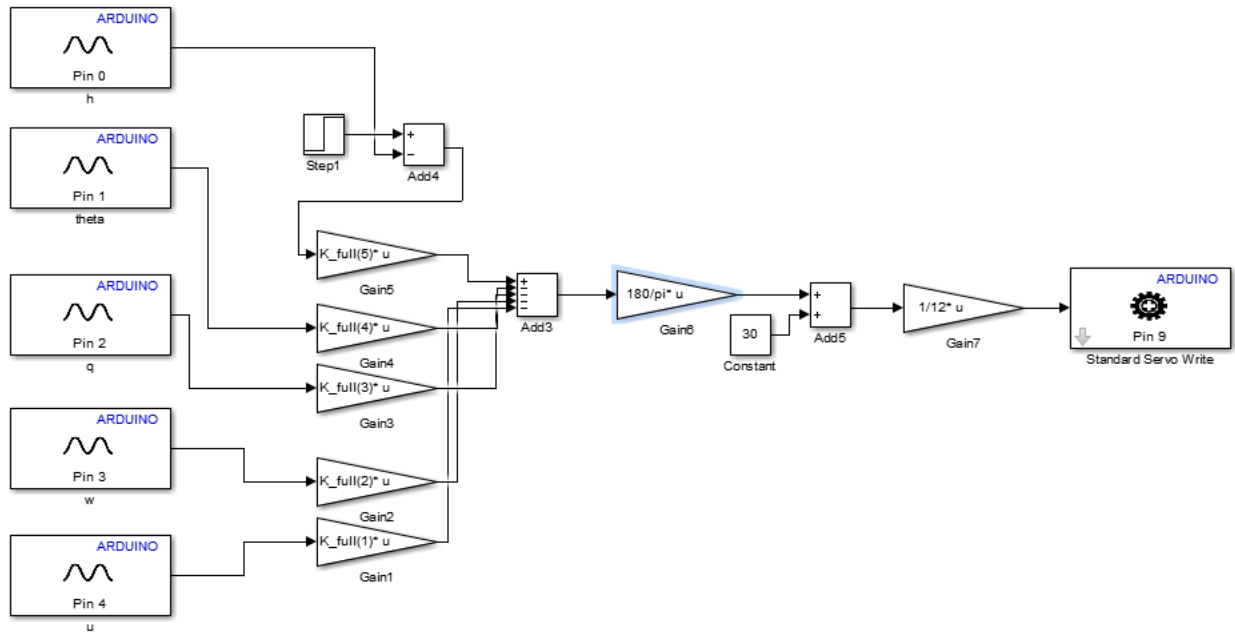 ARDUINO
Pin 0
h
ARDUINO
Pin 1
theta
ARDUINO
Pin 2
q
ARDUINO
Pin 3
w
ARDUINO
Pin 4
u
Step1
+
−
Add4
K_full(5)* u
Gain5
K_full(4)* u
Gain4
K_full(3)* u
Gain3
K_full(2)* u
Gain2
K_full(1)* u
Gain1
+
−
−
−
−
Add3
180/pi* u
Gain6
30
Constant
+
+
Add5
1/12* u
Gain7
ARDUINO
Pin 9
Standard Servo Write